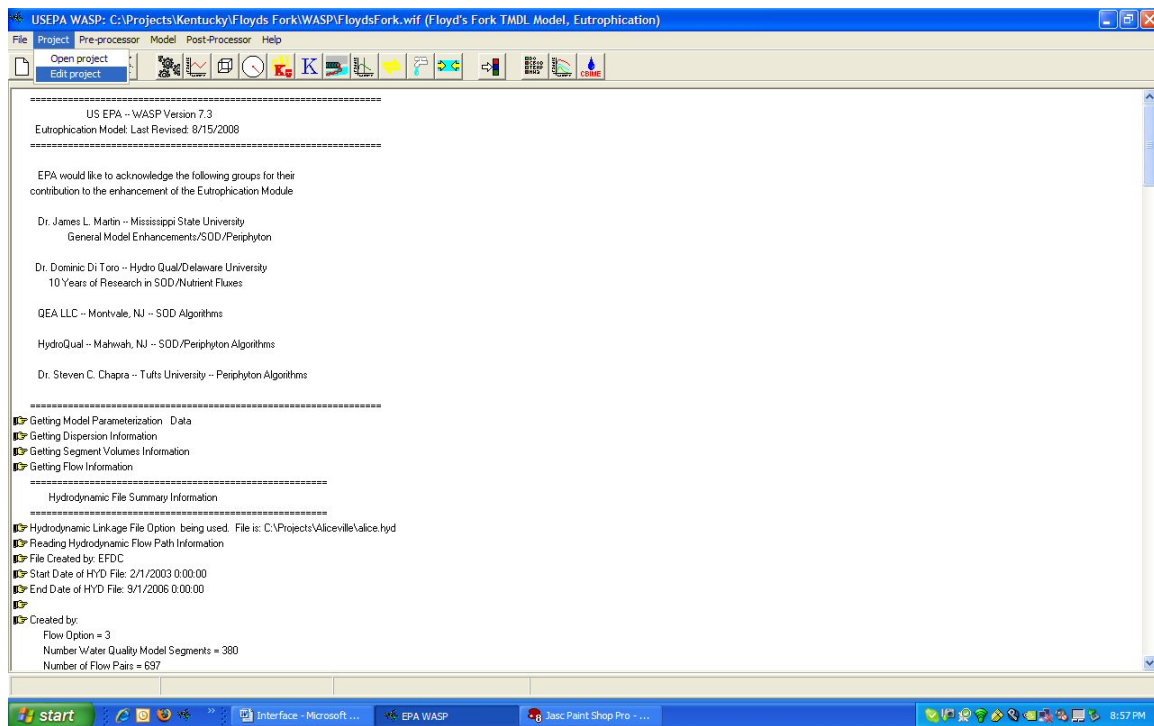 USEPA WASP: C:\Projects\Kentucky\Floyds Fork\WASP\FloydsFork.wif (Floyd's Fork TMDL Model, Eutrophication)
File Project Pre-processor Model Post-Processor Help
Open project
Edit project
K
CBIME
==================================================================
US EPA -- WASP Version 7.3
Eutrophication Model: Last Revised: 8/15/2008
==================================================================
EPA would like to acknowledge the following groups for their
contribution to the enhancement of the Eutrophication Module
Dr. James L. Martin -- Mississippi State University
General Model Enhancements/SOD/Periphyton
Dr. Dominic Di Toro -- Hydro Qual/Delaware University
10 Years of Research in SOD/Nutrient Fluxes
QEA LLC -- Montvale, NJ -- SOD Algorithms
HydroQual -- Mahwah, NJ -- SOD/Periphyton Algorithms
Dr. Steven C. Chapra -- Tufts University -- Periphyton Algorithms
==================================================================
Getting Model Parameterization Data
Getting Dispersion Information
Getting Segment Volumes Information
Getting Flow Information
========================================================
Hydrodynamic File Summary Information
========================================================
Hydrodynamic Linkage File Option being used. File is: C:\Projects\Aliceville\alice.hyd
Reading Hydrodynamic Flow Path Information
File Created by: EFDC
Start Date of HYD File: 2/1/2003 0:00:00
End Date of HYD File: 9/1/2006 0:00:00
Created by:
Flow Option = 3
Number Water Quality Model Segments = 380
Number of Flow Pairs = 697
start Interface - Microsoft ... EPA WASP Jasc Paint Shop Pro - ... 8:57 PM